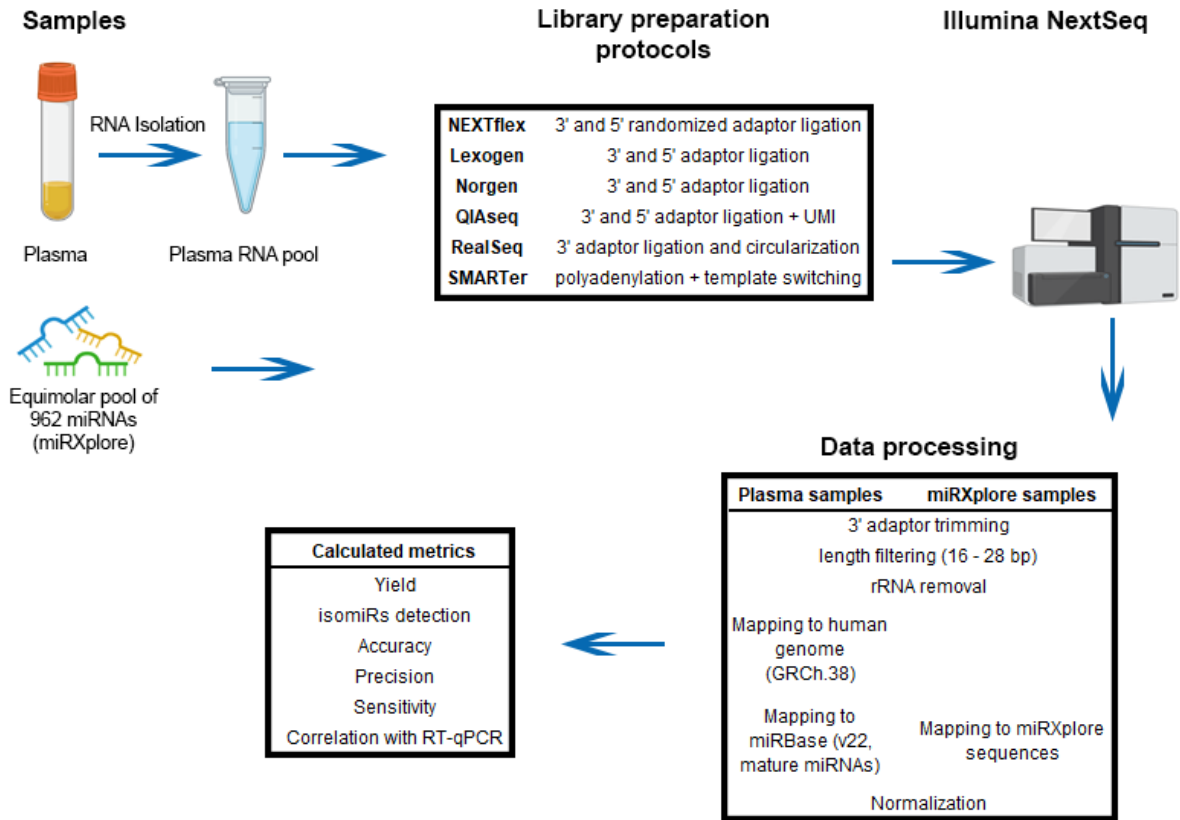 Samples
Library preparation
protocols
Illumina NextSeq
RNA Isolation
Plasma
Plasma RNA pool
NEXTflex 3' and 5' randomized adaptor ligation
Lexogen 3' and 5' adaptor ligation
Norgen 3' and 5' adaptor ligation
QIAseq 3' and 5' adaptor ligation + UMI
RealSeq 3' adaptor ligation and circularization
SMARTer polyadenylation + template switching
Equimolar pool of
962 miRNAs
(miRXplore)
Data processing
Plasma samples miRXplore samples
3' adaptor trimming
length filtering (16 - 28 bp)
rRNA removal
Mapping to human
genome
(GRCh.38)
Mapping to
miRBase (v22,
mature miRNAs)
Mapping to miRXplore
sequences
Normalization
Calculated metrics
Yield
isomiRs detection
Accuracy
Precision
Sensitivity
Correlation with RT-qPCR